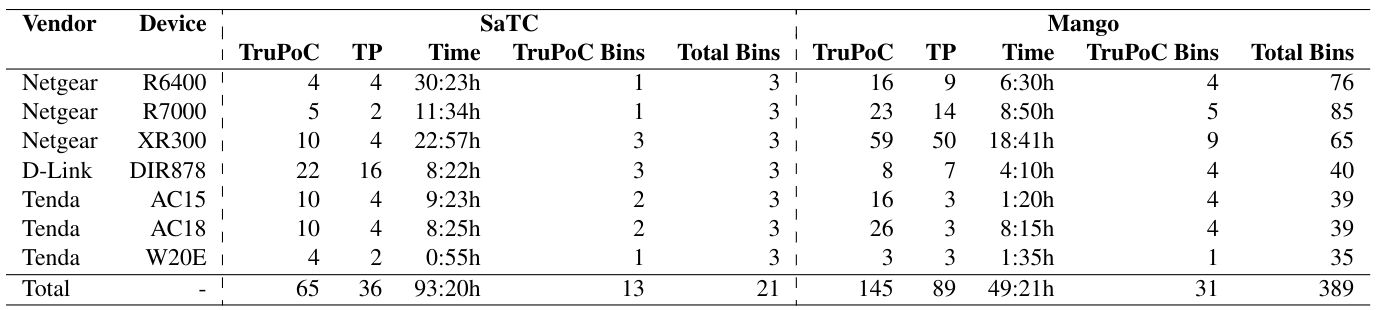 Vendor Device SaTC Mango
TruPoC TP Time TruPoC Bins Total Bins TruPoC TP Time TruPoC Bins Total Bins
Netgear R6400 4 4 30:23h 1 3 16 9 6:30h 4 76
Netgear R7000 5 2 11:34h 1 3 23 14 8:50h 5 85
Netgear XR300 10 4 22:57h 3 3 59 50 18:41h 9 65
D-Link DIR878 22 16 8:22h 3 3 8 7 4:10h 4 40
Tenda AC15 10 4 9:23h 2 3 16 3 1:20h 4 39
Tenda AC18 10 4 8:25h 2 3 26 3 8:15h 4 39
Tenda W20E 4 2 0:55h 1 3 3 3 1:35h 1 35
Total - 65 36 93:20h 13 21 145 89 49:21h 31 389